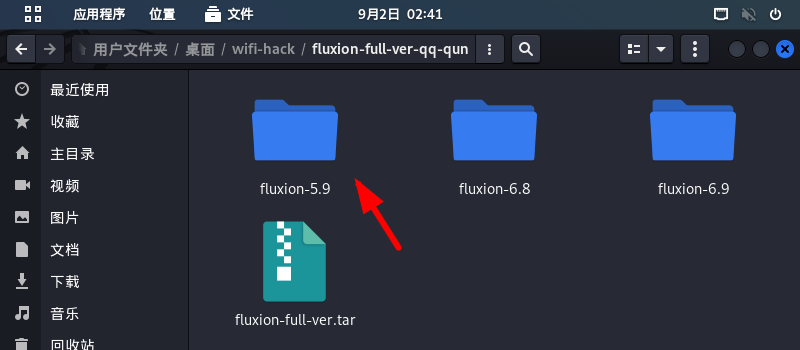 应用程序 位置 文件 9月2日 02:41
用户文件夹 / 桌面 / wifi-hack / fluxion-full-ver-qq-qun
最近使用
收藏
主目录
视频
图片
文档
下载
音乐
回收站
fluxion-5.9 fluxion-6.8 fluxion-6.9
fluxion-full-ver.tar